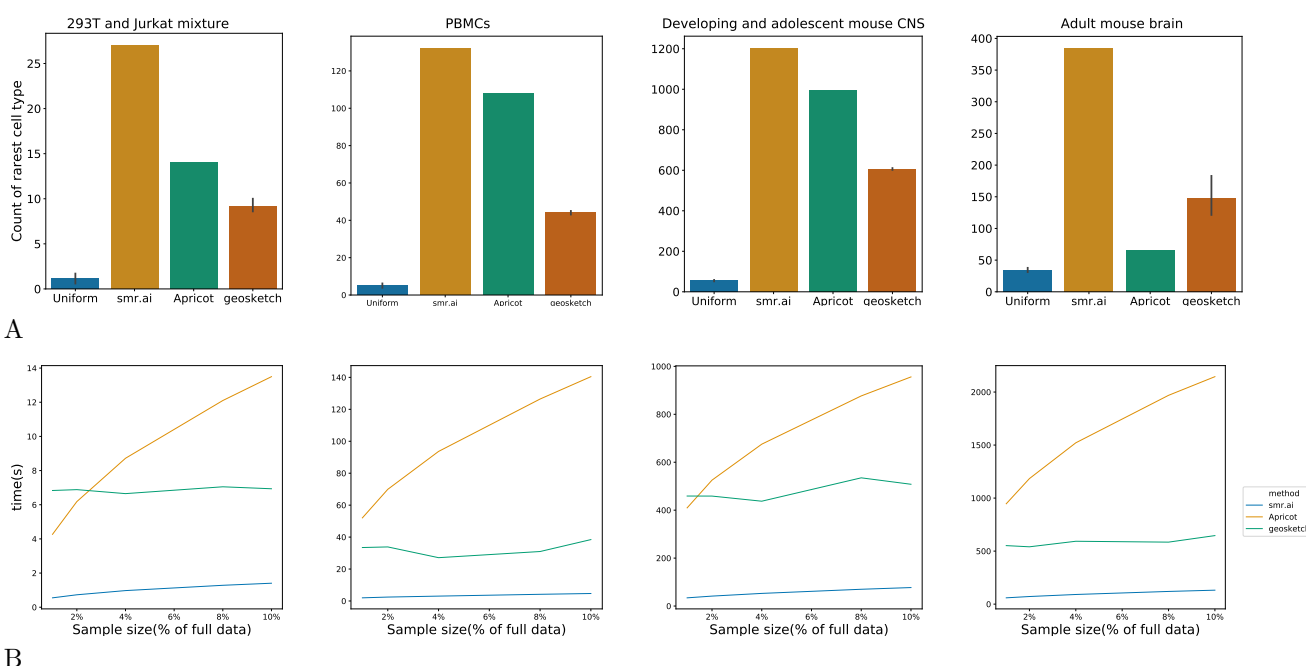 293T and Jurkat mixture
Count of rarest cell type
25
20
15
10
5
0
Uniform smr.ai Apricot geosketch
PBMCs
120
100
80
60
40
20
0
Uniform smr.ai Apricot geosketch
Developing and adolescent mouse CNS
1200
1000
800
600
400
200
0
Uniform smr.ai Apricot geosketch
Adult mouse brain
400
350
300
250
200
150
100
50
0
Uniform smr.ai Apricot geosketch
A
time(s)
14
12
10
8
6
4
2
0
2% 4% 6% 8% 10%
Sample size(% of full data)
140
120
100
80
60
40
20
0
2% 4% 6% 8% 10%
Sample size(% of full data)
1000
800
600
400
200
0
2% 4% 6% 8% 10%
Sample size(% of full data)
2000
1500
1000
500
0
2% 4% 6% 8% 10%
Sample size(% of full data)
method
smr.ai
Apricot
geosketch
B